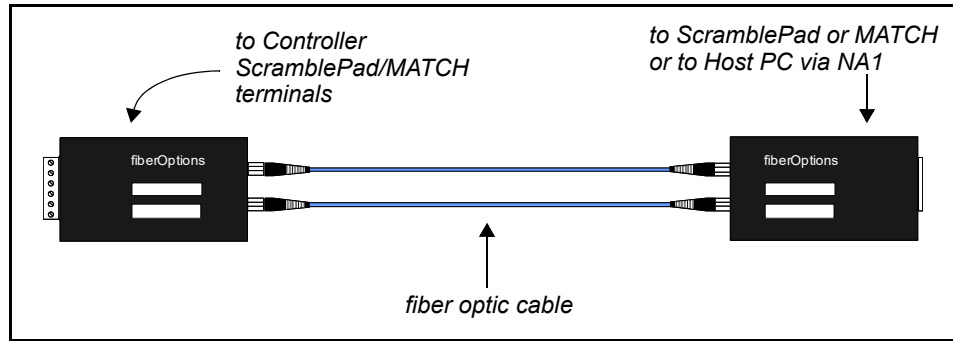 to Controller
ScramblePad/MATCH
terminals
to ScramblePad or MATCH
or to Host PC via NA1
fiberOptions
fiberOptions
fiber optic cable